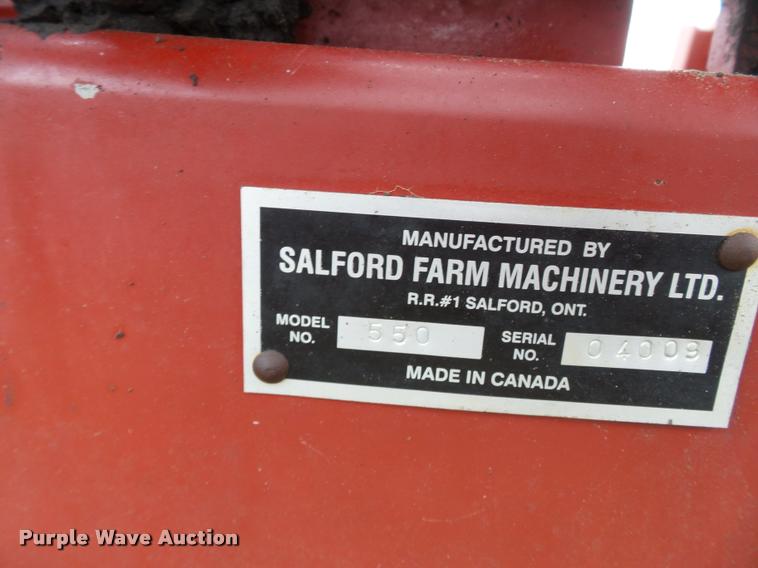 MANUFACTURED BY
SALFORD FARM MACHINERY LTD.
R.R.#1 SALFORD, ONT.
MODEL NO. 550 SERIAL NO. 04009
MADE IN CANADA
Purple Wave Auction